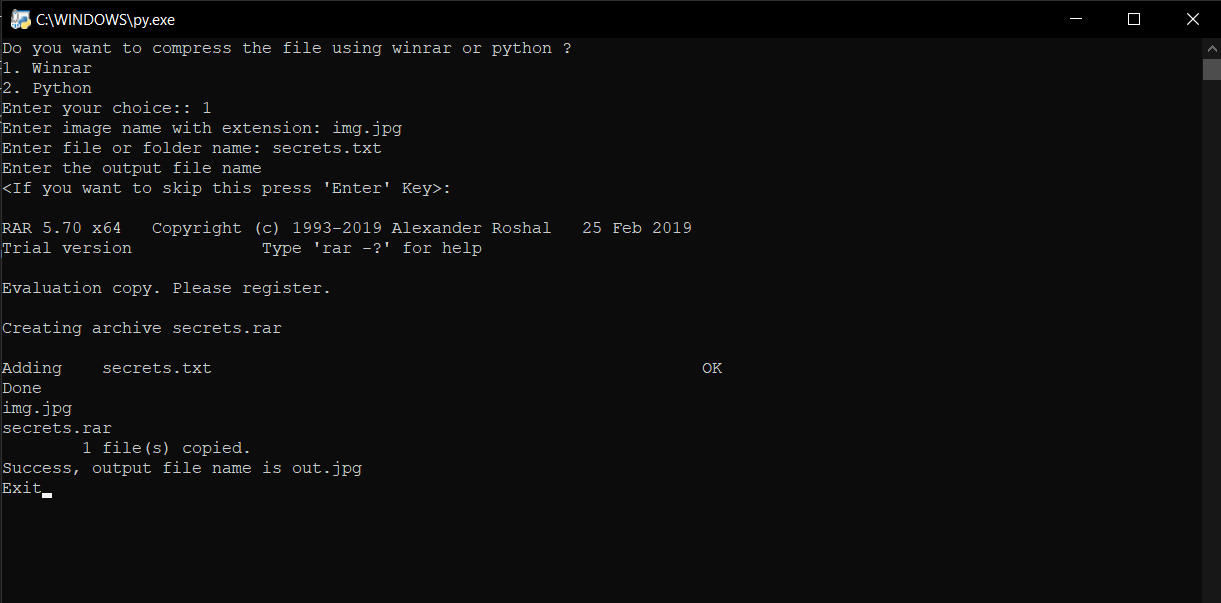 C:\WINDOWS\py.exe
Do you want to compress the file using winrar or python ?
1. Winrar
2. Python
Enter your choice:: 1
Enter image name with extension: img.jpg
Enter file or folder name: secrets.txt
Enter the output file name
<If you want to skip this press 'Enter' Key>:
RAR 5.70 x64   Copyright (c) 1993-2019 Alexander Roshal   25 Feb 2019
Trial version             Type 'rar -?' for help
Evaluation copy. Please register.
Creating archive secrets.rar
Adding    secrets.txt                                                 OK
Done
img.jpg
secrets.rar
        1 file(s) copied.
Success, output file name is out.jpg
Exit